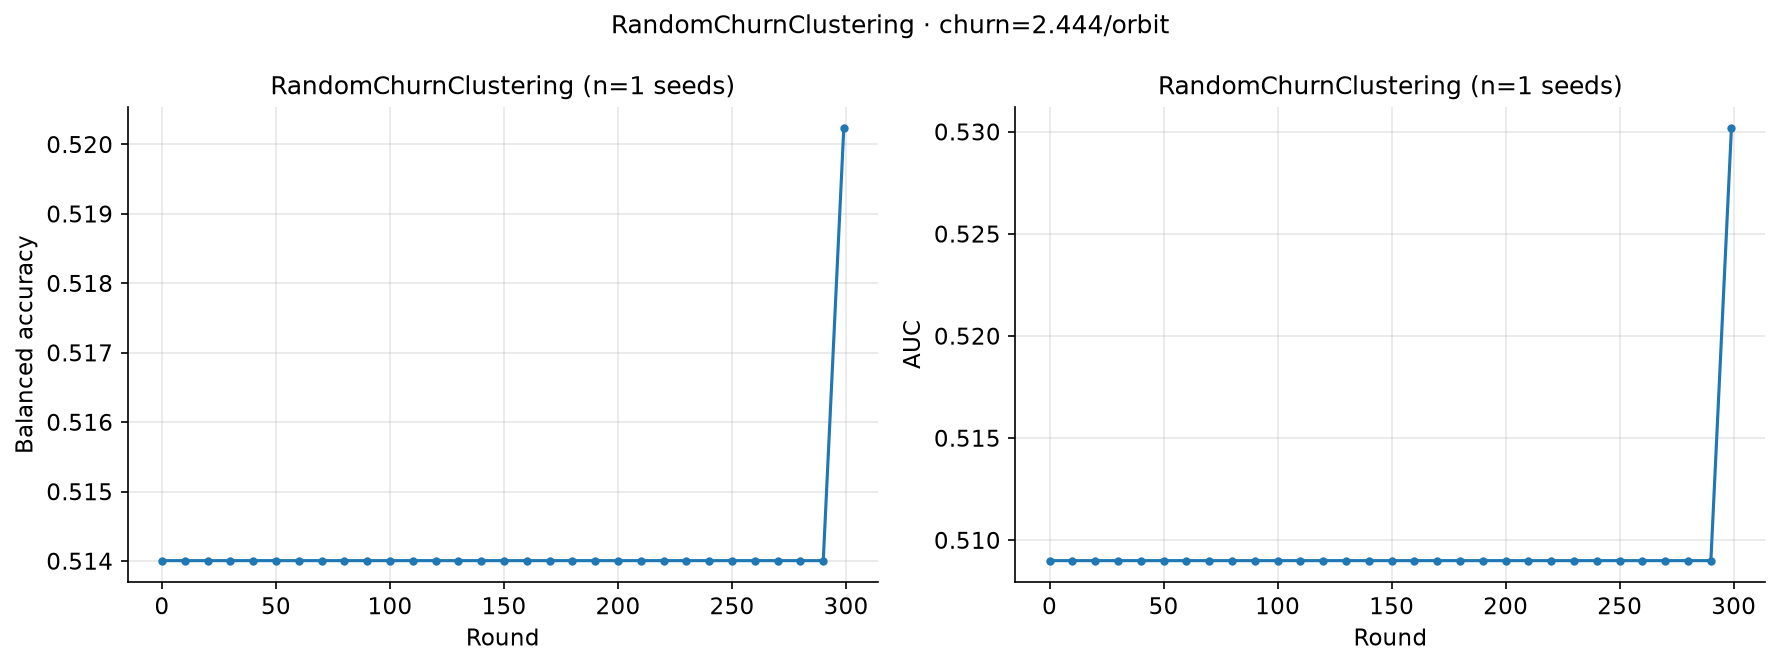 RandomChurnClustering · churn=2.444/orbit
RandomChurnClustering (n=1 seeds)
0.520
0.519
0.518
0.517
0.516
0.515
0.514
Balanced accuracy
0 50 100 150 200 250 300
Round
RandomChurnClustering (n=1 seeds)
0.530
0.525
0.520
0.515
0.510
AUC
0 50 100 150 200 250 300
Round